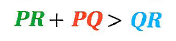 PR + PQ > QR